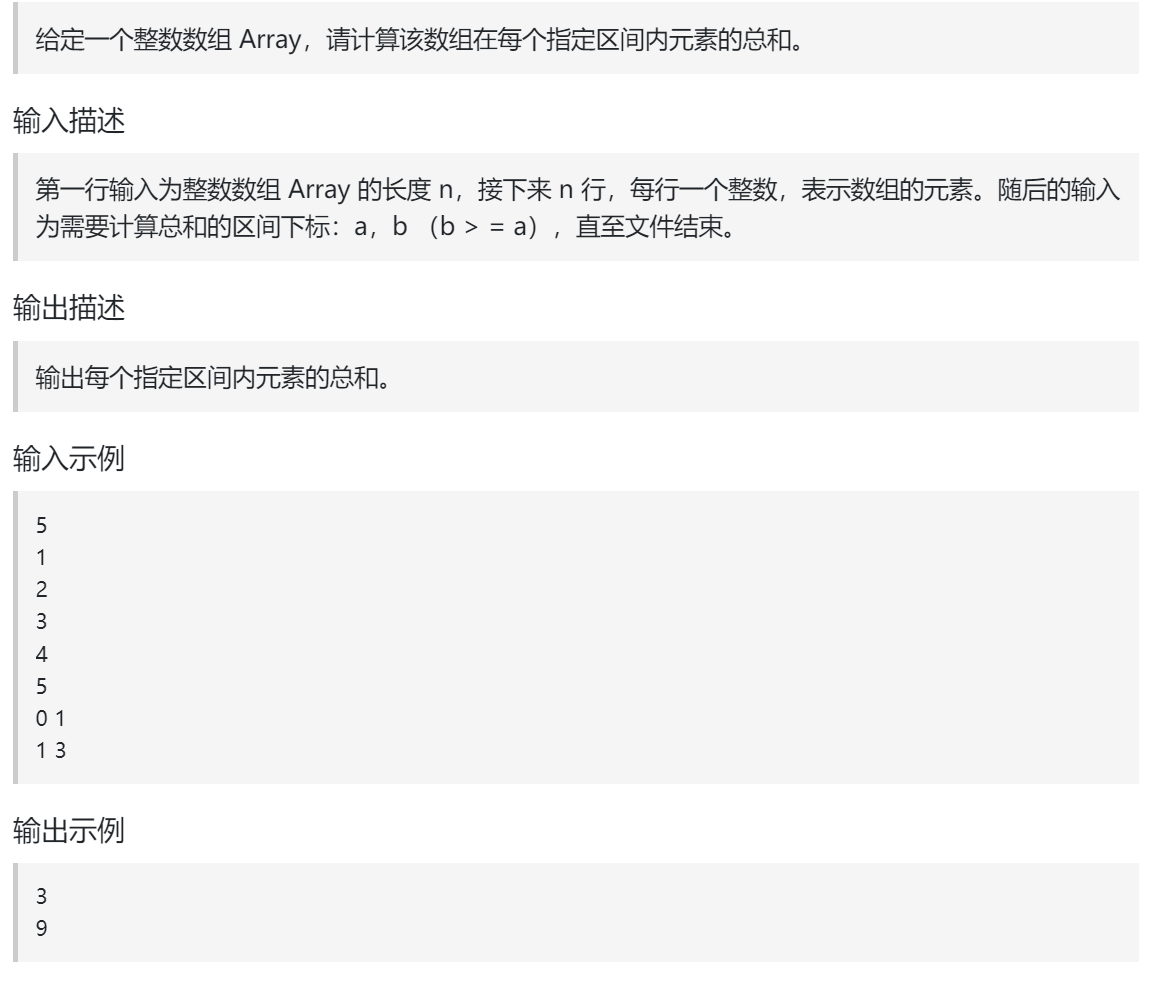 给定一个整数数组 Array，请计算该数组在每个指定区间内元素的总和。
输入描述
第一行输入为整数数组 Array 的长度 n，接下来 n 行，每行一个整数，表示数组的元素。随后的输入
为需要计算总和的区间下标：a，b （b > = a），直至文件结束。
输出描述
输出每个指定区间内元素的总和。
输入示例
5
1
2
3
4
5
0 1
1 3
输出示例
3
9